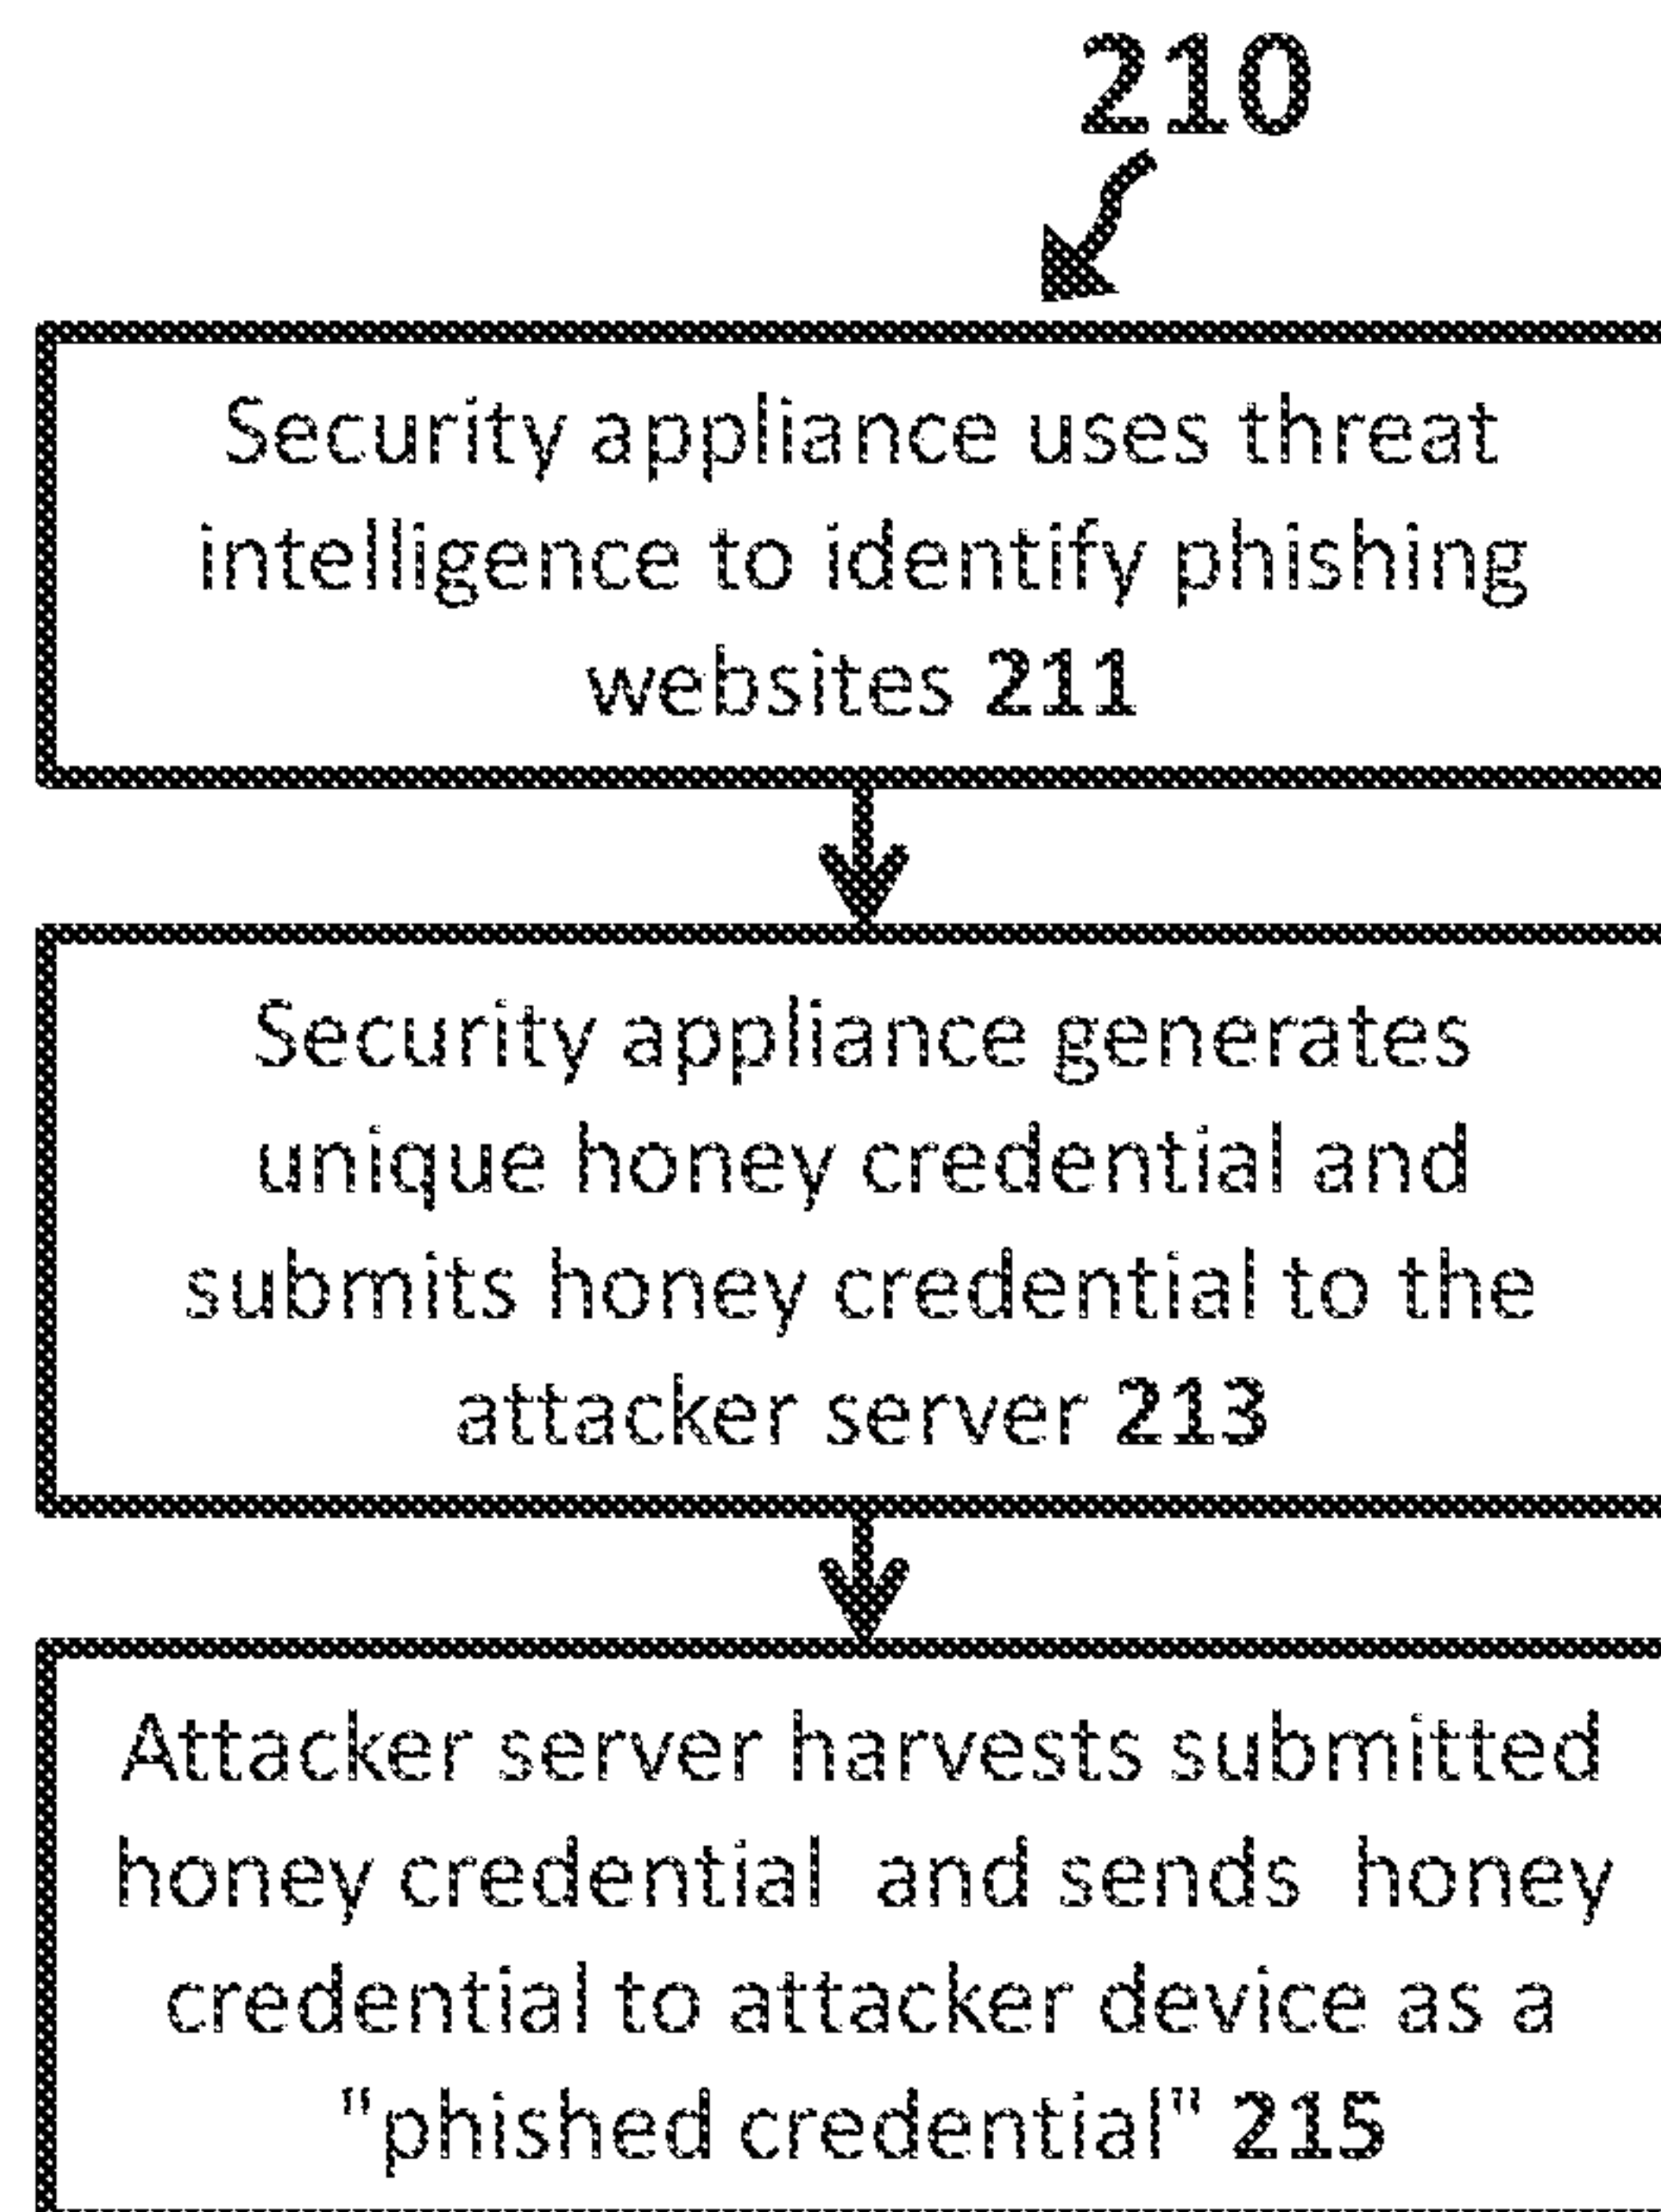 210
Security appliance uses threat
intelligence to identify phishing
websites 211
Security appliance generates
unique honey credential and
submits honey credential to the
attacker server 213
Attacker server harvests submitted
honey credential and sends honey
credential to attacker device as a
"phished credential" 215